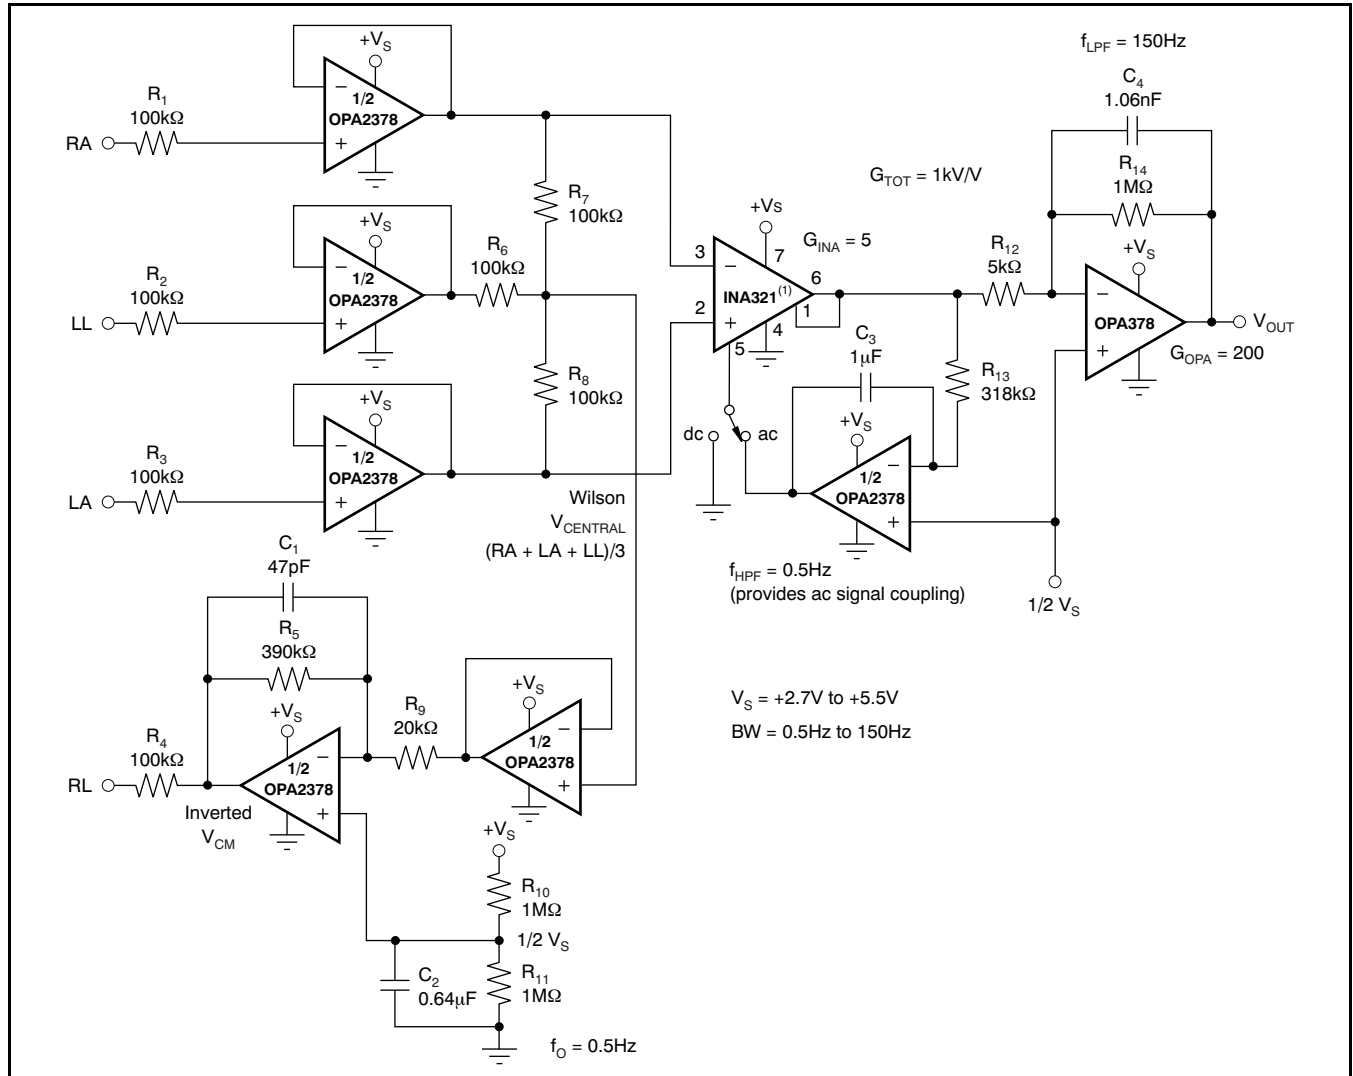 +V_S
f_LPF = 150Hz
C_4
1.06nF
R_1
100kΩ
−
1/2
OPA2378
+
RA
R_14
1MΩ
G_TOT = 1kV/V
R_7
100kΩ
+V_S
R_2
100kΩ
−
1/2
OPA2378
+
LL
R_6
100kΩ
+V_S
G_INA = 5
3
−
7
6
INA321(1)
1
2
+
4
5
R_12
5kΩ
+V_S
−
OPA378
+
V_OUT
G_OPA = 200
R_8
100kΩ
C_3
1μF
R_13
318kΩ
+V_S
R_3
100kΩ
−
1/2
OPA2378
+
LA
dc
ac
+V_S
−
1/2
OPA2378
+
Wilson
V_CENTRAL
(RA + LA + LL)/3
f_HPF = 0.5Hz
(provides ac signal coupling)
1/2 V_S
C_1
47pF
R_5
390kΩ
+V_S
R_4
100kΩ
−
1/2
OPA2378
+
RL
Inverted
V_CM
R_9
20kΩ
+V_S
−
1/2
OPA2378
+
V_S = +2.7V to +5.5V
BW = 0.5Hz to 150Hz
+V_S
R_10
1MΩ
1/2 V_S
C_2
0.64μF
R_11
1MΩ
f_O = 0.5Hz